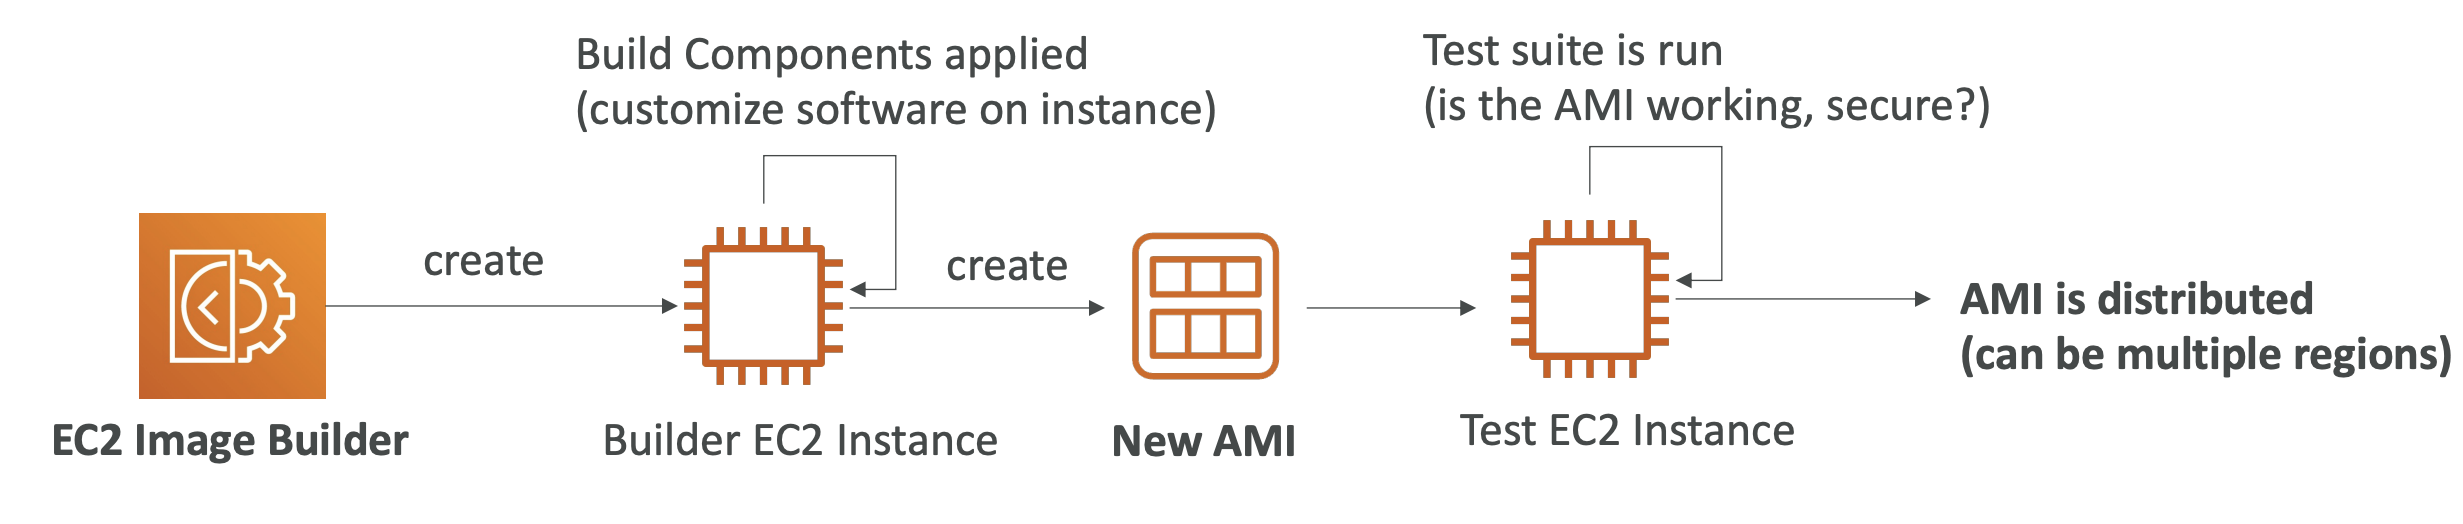 Build Components applied
(customize software on instance)
Test suite is run
(is the AMI working, secure?)
create
create
AMI is distributed
(can be multiple regions)
EC2 Image Builder
Builder EC2 Instance
New AMI
Test EC2 Instance